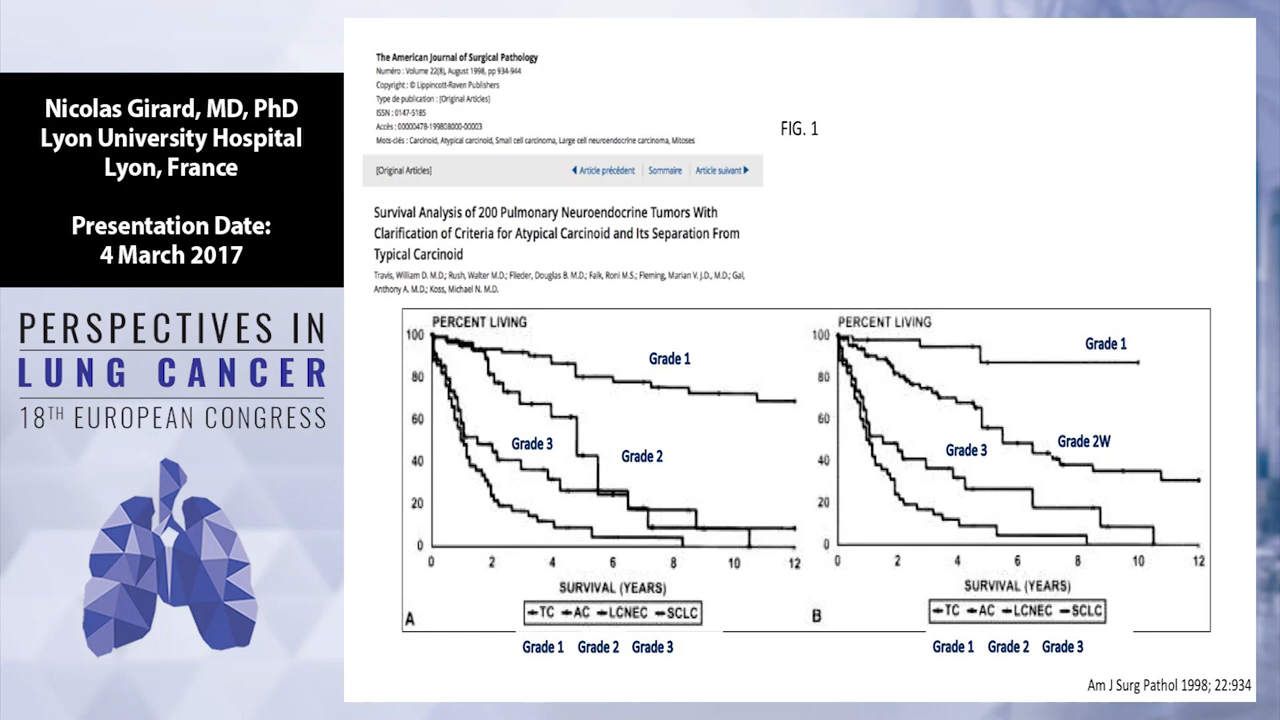 Nicolas Girard, MD, PhD
Lyon University Hospital
Lyon, France
Presentation Date:
4 March 2017
PERSPECTIVES IN
LUNG CANCER
18TH EUROPEAN CONGRESS
The American Journal of Surgical Pathology
Numéro : Volume 22(8), August 1998, pp 934-944
Copyright : © Lippincott-Raven Publishers
Type de publication : [Original Articles]
ISSN : 0147-5185
Accès : 00000478-199808000-00003
Mots-clés : Carcinoid, Atypical carcinoid, Small cell carcinoma, Large cell neuroendocrine carcinoma, Mitoses
FIG. 1
[Original Articles]
Article précédent
Sommaire
Article suivant
Survival Analysis of 200 Pulmonary Neuroendocrine Tumors With
Clarification of Criteria for Atypical Carcinoid and Its Separation From
Typical Carcinoid
Travis, William D. M.D.; Rush, Walter M.D.; Flieder, Douglas B. M.D.; Falk, Roni M.S.; Fleming, Marian V. J.D., M.D.; Gal,
Anthony A. M.D.; Koss, Michael N. M.D.
PERCENT LIVING
100
80
60
40
20
0
0 2 4 6 8 10 12
Grade 1
Grade 3
Grade 2
SURVIVAL (YEARS)
TC AC LCNEC SCLC
A
Grade 1 Grade 2 Grade 3
PERCENT LIVING
100
80
60
40
20
0
0 2 4 6 8 10 12
Grade 1
Grade 2W
Grade 3
SURVIVAL (YEARS)
TC AC LCNEC SCLC
B
Grade 1 Grade 2 Grade 3
Am J Surg Pathol 1998; 22:934